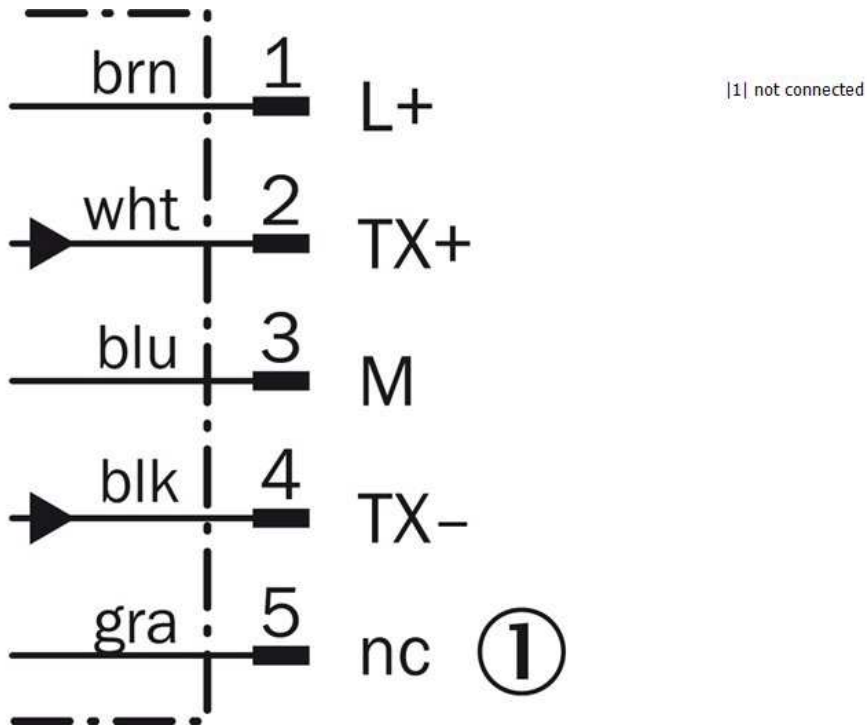 brn 1 L+
|1| not connected
wht 2 TX+
blu 3 M
blk 4 TX–
gra 5 nc ①